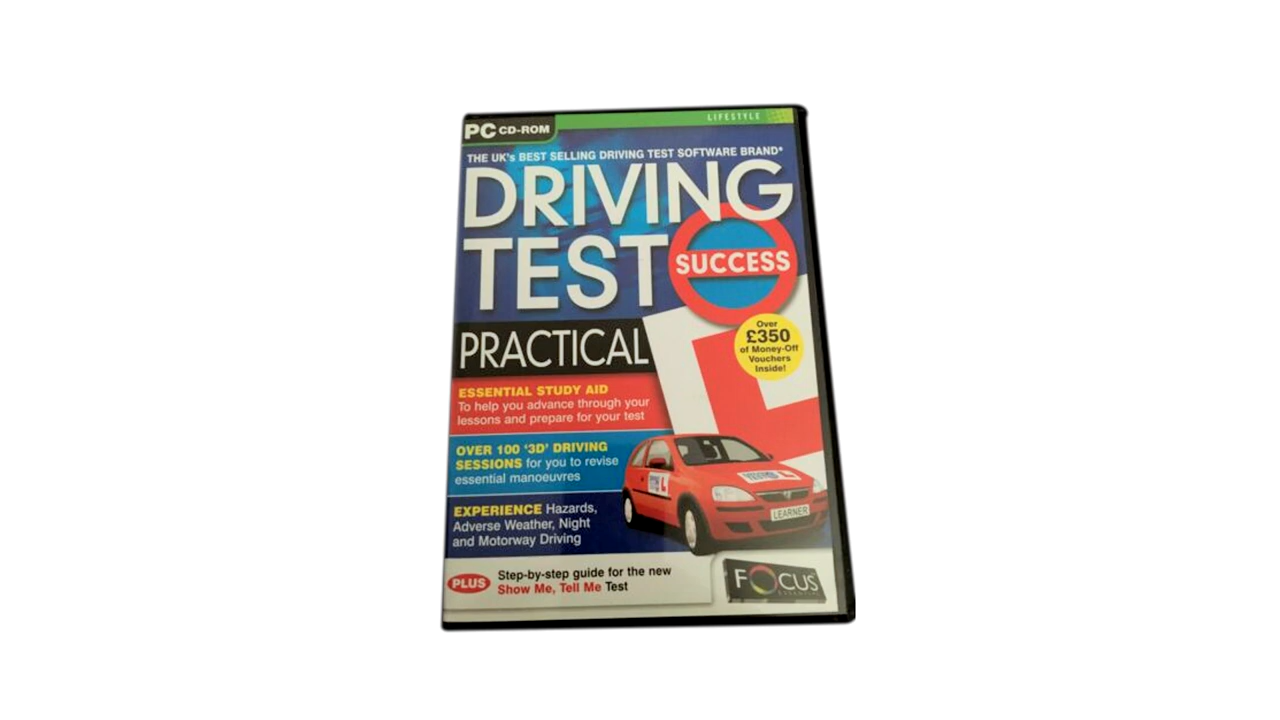 PC CD-ROM
LIFESTYLE
THE UK's BEST SELLING DRIVING TEST SOFTWARE BRAND*
DRIVING
TEST
SUCCESS
PRACTICAL
Over
£350
of Money-Off
Vouchers
Inside!
ESSENTIAL STUDY AID
To help you advance through your
lessons and prepare for your test
OVER 100 '3D' DRIVING
SESSIONS for you to revise
essential manoeuvres
EXPERIENCE Hazards,
Adverse Weather, Night
and Motorway Driving
L
LEARNER
PLUS
Step-by-step guide for the new
Show Me, Tell Me Test
FOCUS
ESSENTIAL